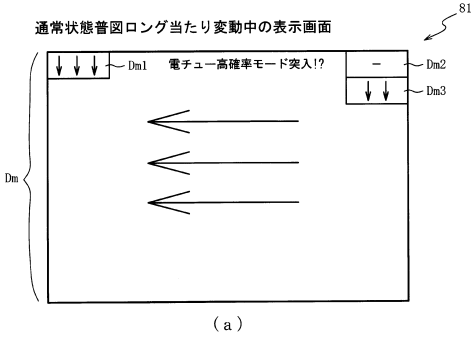 通常状態普図ロング当たり変動中の表示画面
81
Dm1
電チュー高確率モード突入!?
－
Dm2
Dm3
Dm
(a)